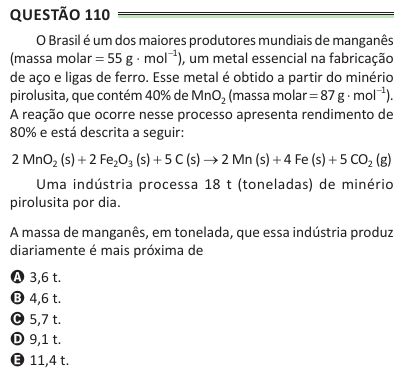 QUESTÃO 110
O Brasil é um dos maiores produtores mundiais de manganês
(massa molar = 55 g · mol⁻¹), um metal essencial na fabricação
de aço e ligas de ferro. Esse metal é obtido a partir do minério
pirolusita, que contém 40% de MnO₂ (massa molar = 87 g · mol⁻¹).
A reação que ocorre nesse processo apresenta rendimento de
80% e está descrita a seguir:
2 MnO₂ (s) + 2 Fe₂O₃ (s) + 5 C (s) → 2 Mn (s) + 4 Fe (s) + 5 CO₂ (g)
Uma indústria processa 18 t (toneladas) de minério
pirolusita por dia.
A massa de manganês, em tonelada, que essa indústria produz
diariamente é mais próxima de
A 3,6 t.
B 4,6 t.
C 5,7 t.
D 9,1 t.
E 11,4 t.